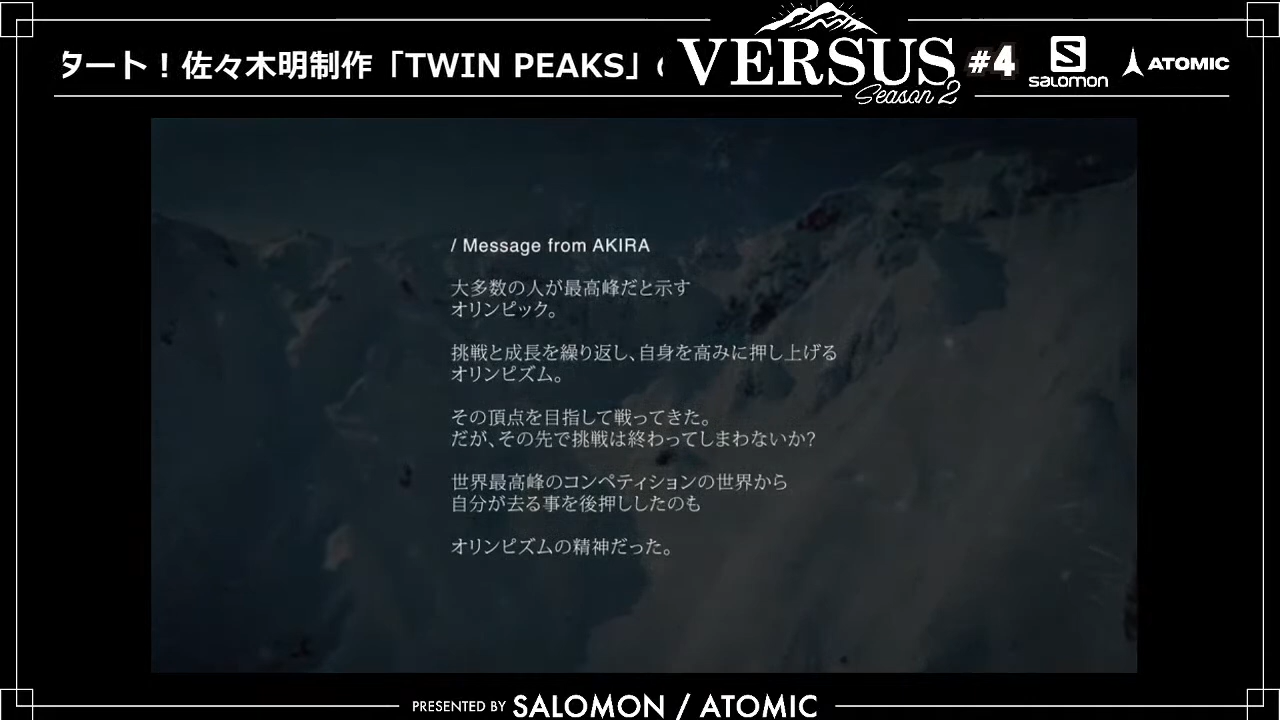 タート！佐々木明制作「TWIN PEAKS」
VERSUS
Season 2
#4
S
SALOMON
ATOMIC
/ Message from AKIRA
大多数の人が最高峰だと示す
オリンピック。
挑戦と成長を繰り返し、自身を高みに押し上げる
オリンピズム。
その頂点を目指して戦ってきた。
だが、その先で挑戦は終わってしまわないか?
世界最高峰のコンペティションの世界から
自分が去る事を後押ししたのも
オリンピズムの精神だった。
PRESENTED BY SALOMON / ATOMIC